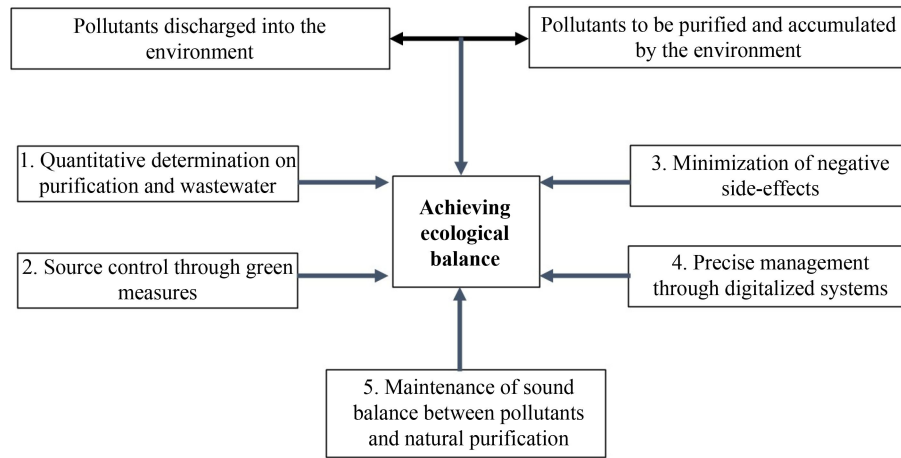 Pollutants discharged into the
environment
Pollutants to be purified and accumulated
by the environment
1. Quantitative determination on
purification and wastewater
3. Minimization of negative
side-effects
Achieving
ecological
balance
2. Source control through green
measures
4. Precise management
through digitalized systems
5. Maintenance of sound
balance between pollutants
and natural purification